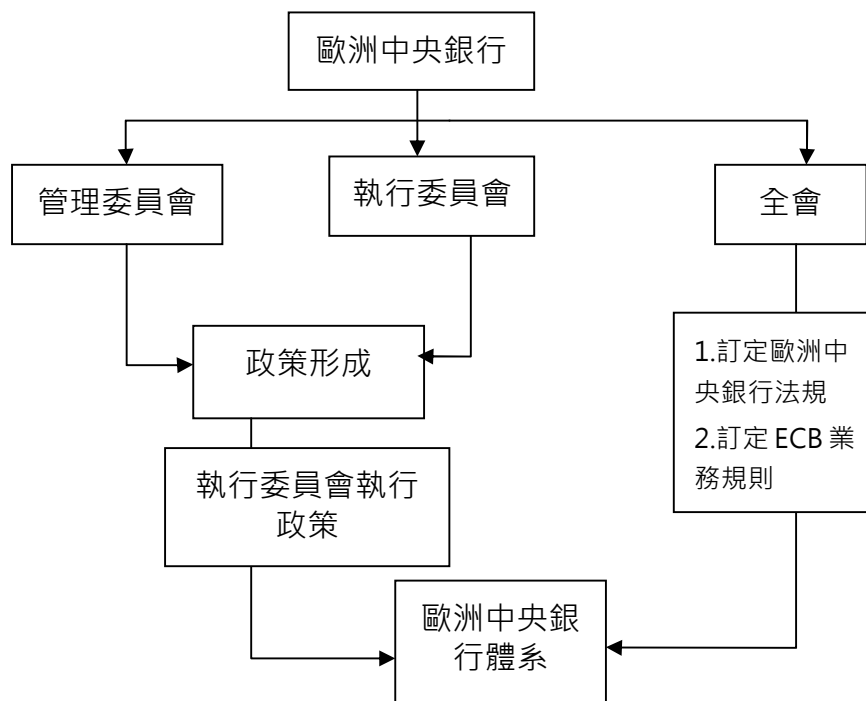 歐洲中央銀行
管理委員會
執行委員會
全會
政策形成
1.訂定歐洲中
央銀行法規
2.訂定 ECB 業
務規則
執行委員會執行
政策
歐洲中央銀
行體系